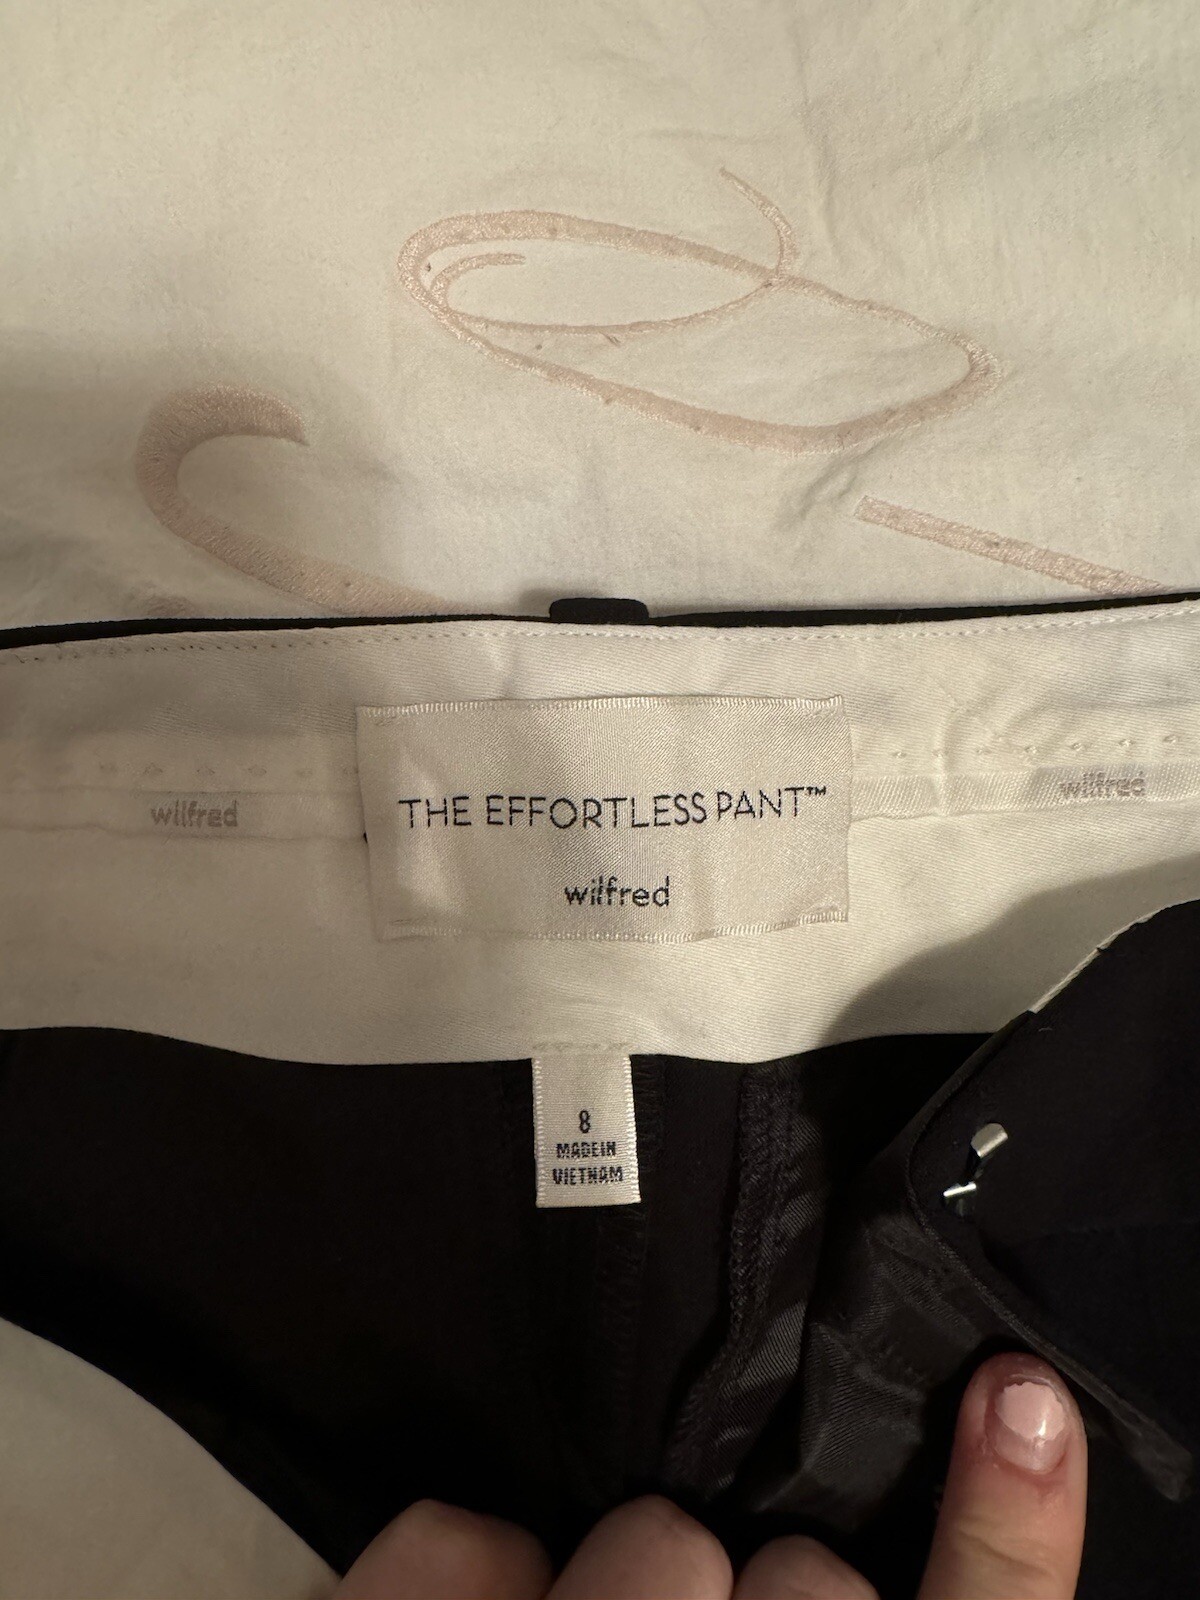 THE EFFORTLESS PANT™
wilfred
wilfred
wilfred
8
MADE IN
VIETNAM